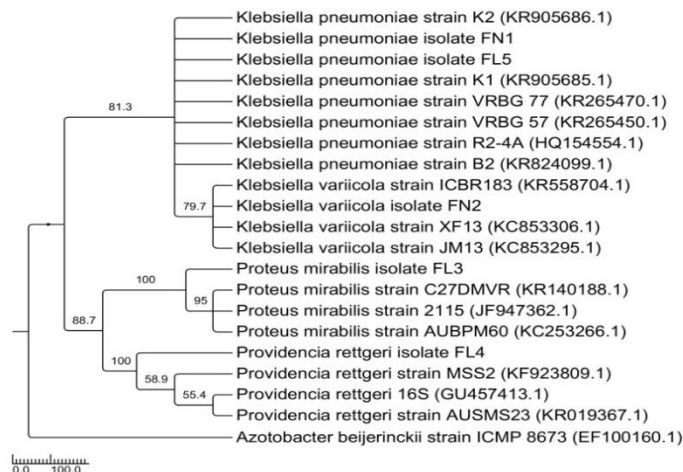 Klebsiella pneumoniae strain K2 (KR905686.1)
Klebsiella pneumoniae isolate FN1
Klebsiella pneumoniae isolate FL5
Klebsiella pneumoniae strain K1 (KR905685.1)
81.3
Klebsiella pneumoniae strain VRBG 77 (KR265470.1)
Klebsiella pneumoniae strain VRBG 57 (KR265450.1)
Klebsiella pneumoniae strain R2-4A (HQ154554.1)
Klebsiella pneumoniae strain B2 (KR824099.1)
Klebsiella variicola strain ICBR183 (KR558704.1)
79.7
Klebsiella variicola isolate FN2
Klebsiella variicola strain XF13 (KC853306.1)
Klebsiella variicola strain JM13 (KC853295.1)
Proteus mirabilis isolate FL3
100
Proteus mirabilis strain C27DMVR (KR140188.1)
95
Proteus mirabilis strain 2115 (JF947362.1)
88.7
Proteus mirabilis strain AUBPM60 (KC253266.1)
Providencia rettgeri isolate FL4
100
Providencia rettgeri strain MSS2 (KF923809.1)
58.9
Providencia rettgeri 16S (GU457413.1)
55.4
Providencia rettgeri strain AUSMS23 (KR019367.1)
Azotobacter beijerinckii strain ICMP 8673 (EF100160.1)
0.0 100.0